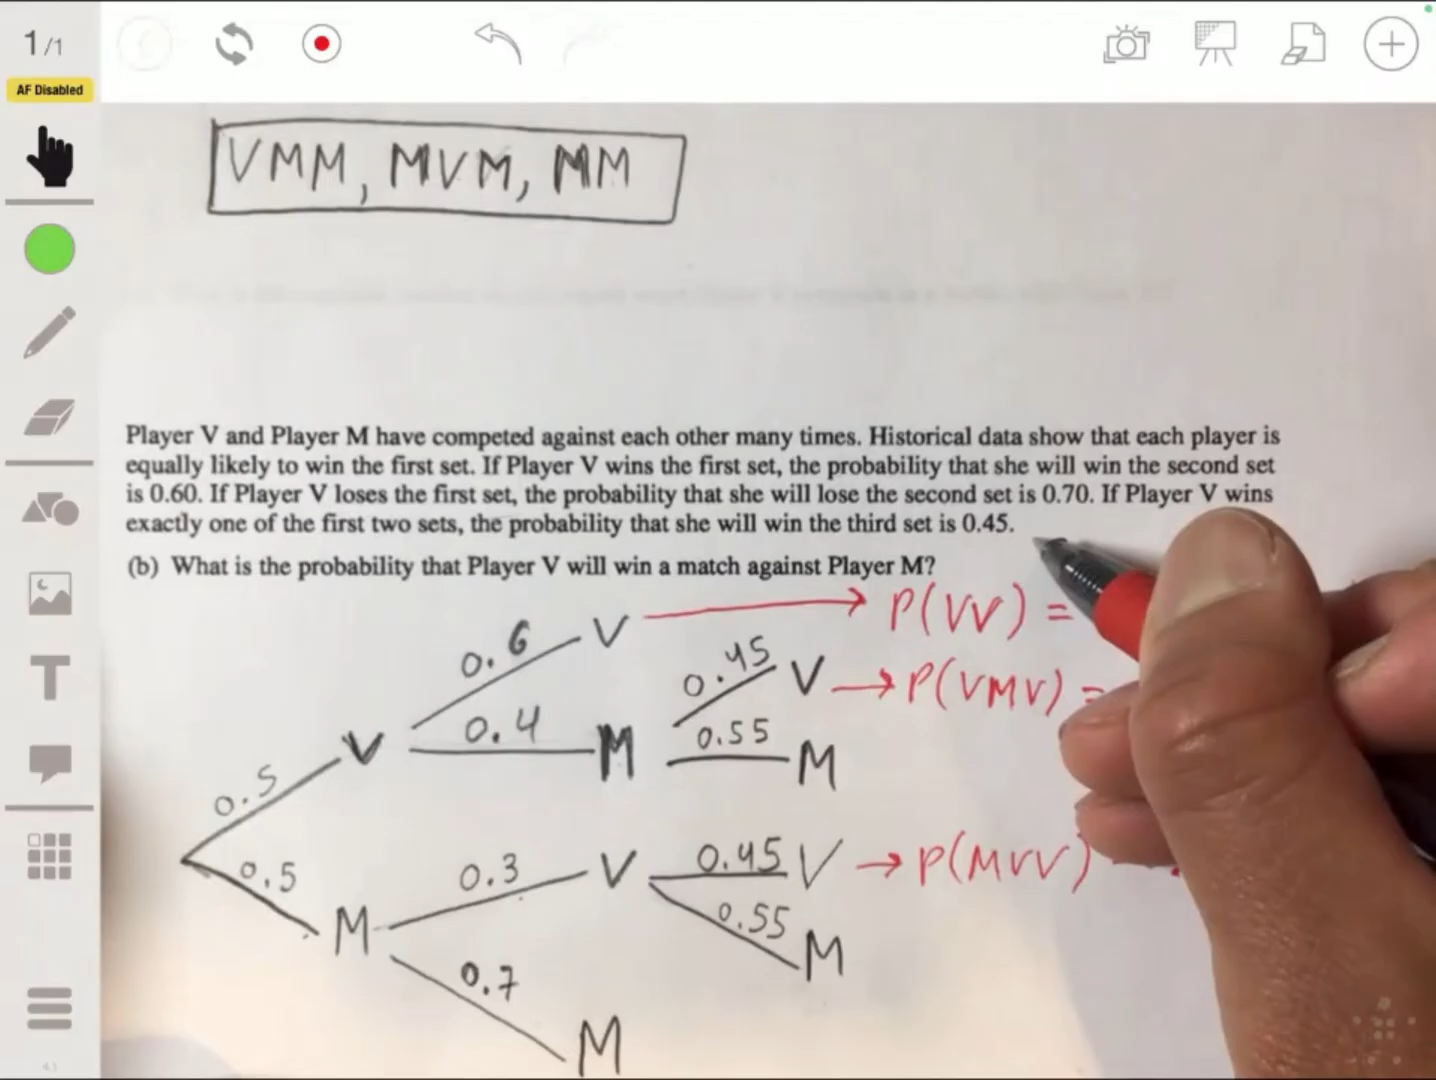 1/1
AF Disabled
VMM, MVM, MM
Player V and Player M have competed against each other many times. Historical data show that each player is
equally likely to win the first set. If Player V wins the first set, the probability that she will win the second set
is 0.60. If Player V loses the first set, the probability that she will lose the second set is 0.70. If Player V wins
exactly one of the first two sets, the probability that she will win the third set is 0.45.
(b) What is the probability that Player V will win a match against Player M?
0.6 V → P(VV) =
0.45 V → P(VMV) =
0.4 M 0.55 M
0.5 V
0.5 M
0.3 V 0.45 V → P(MVV)
0.55 M
0.7 M
T